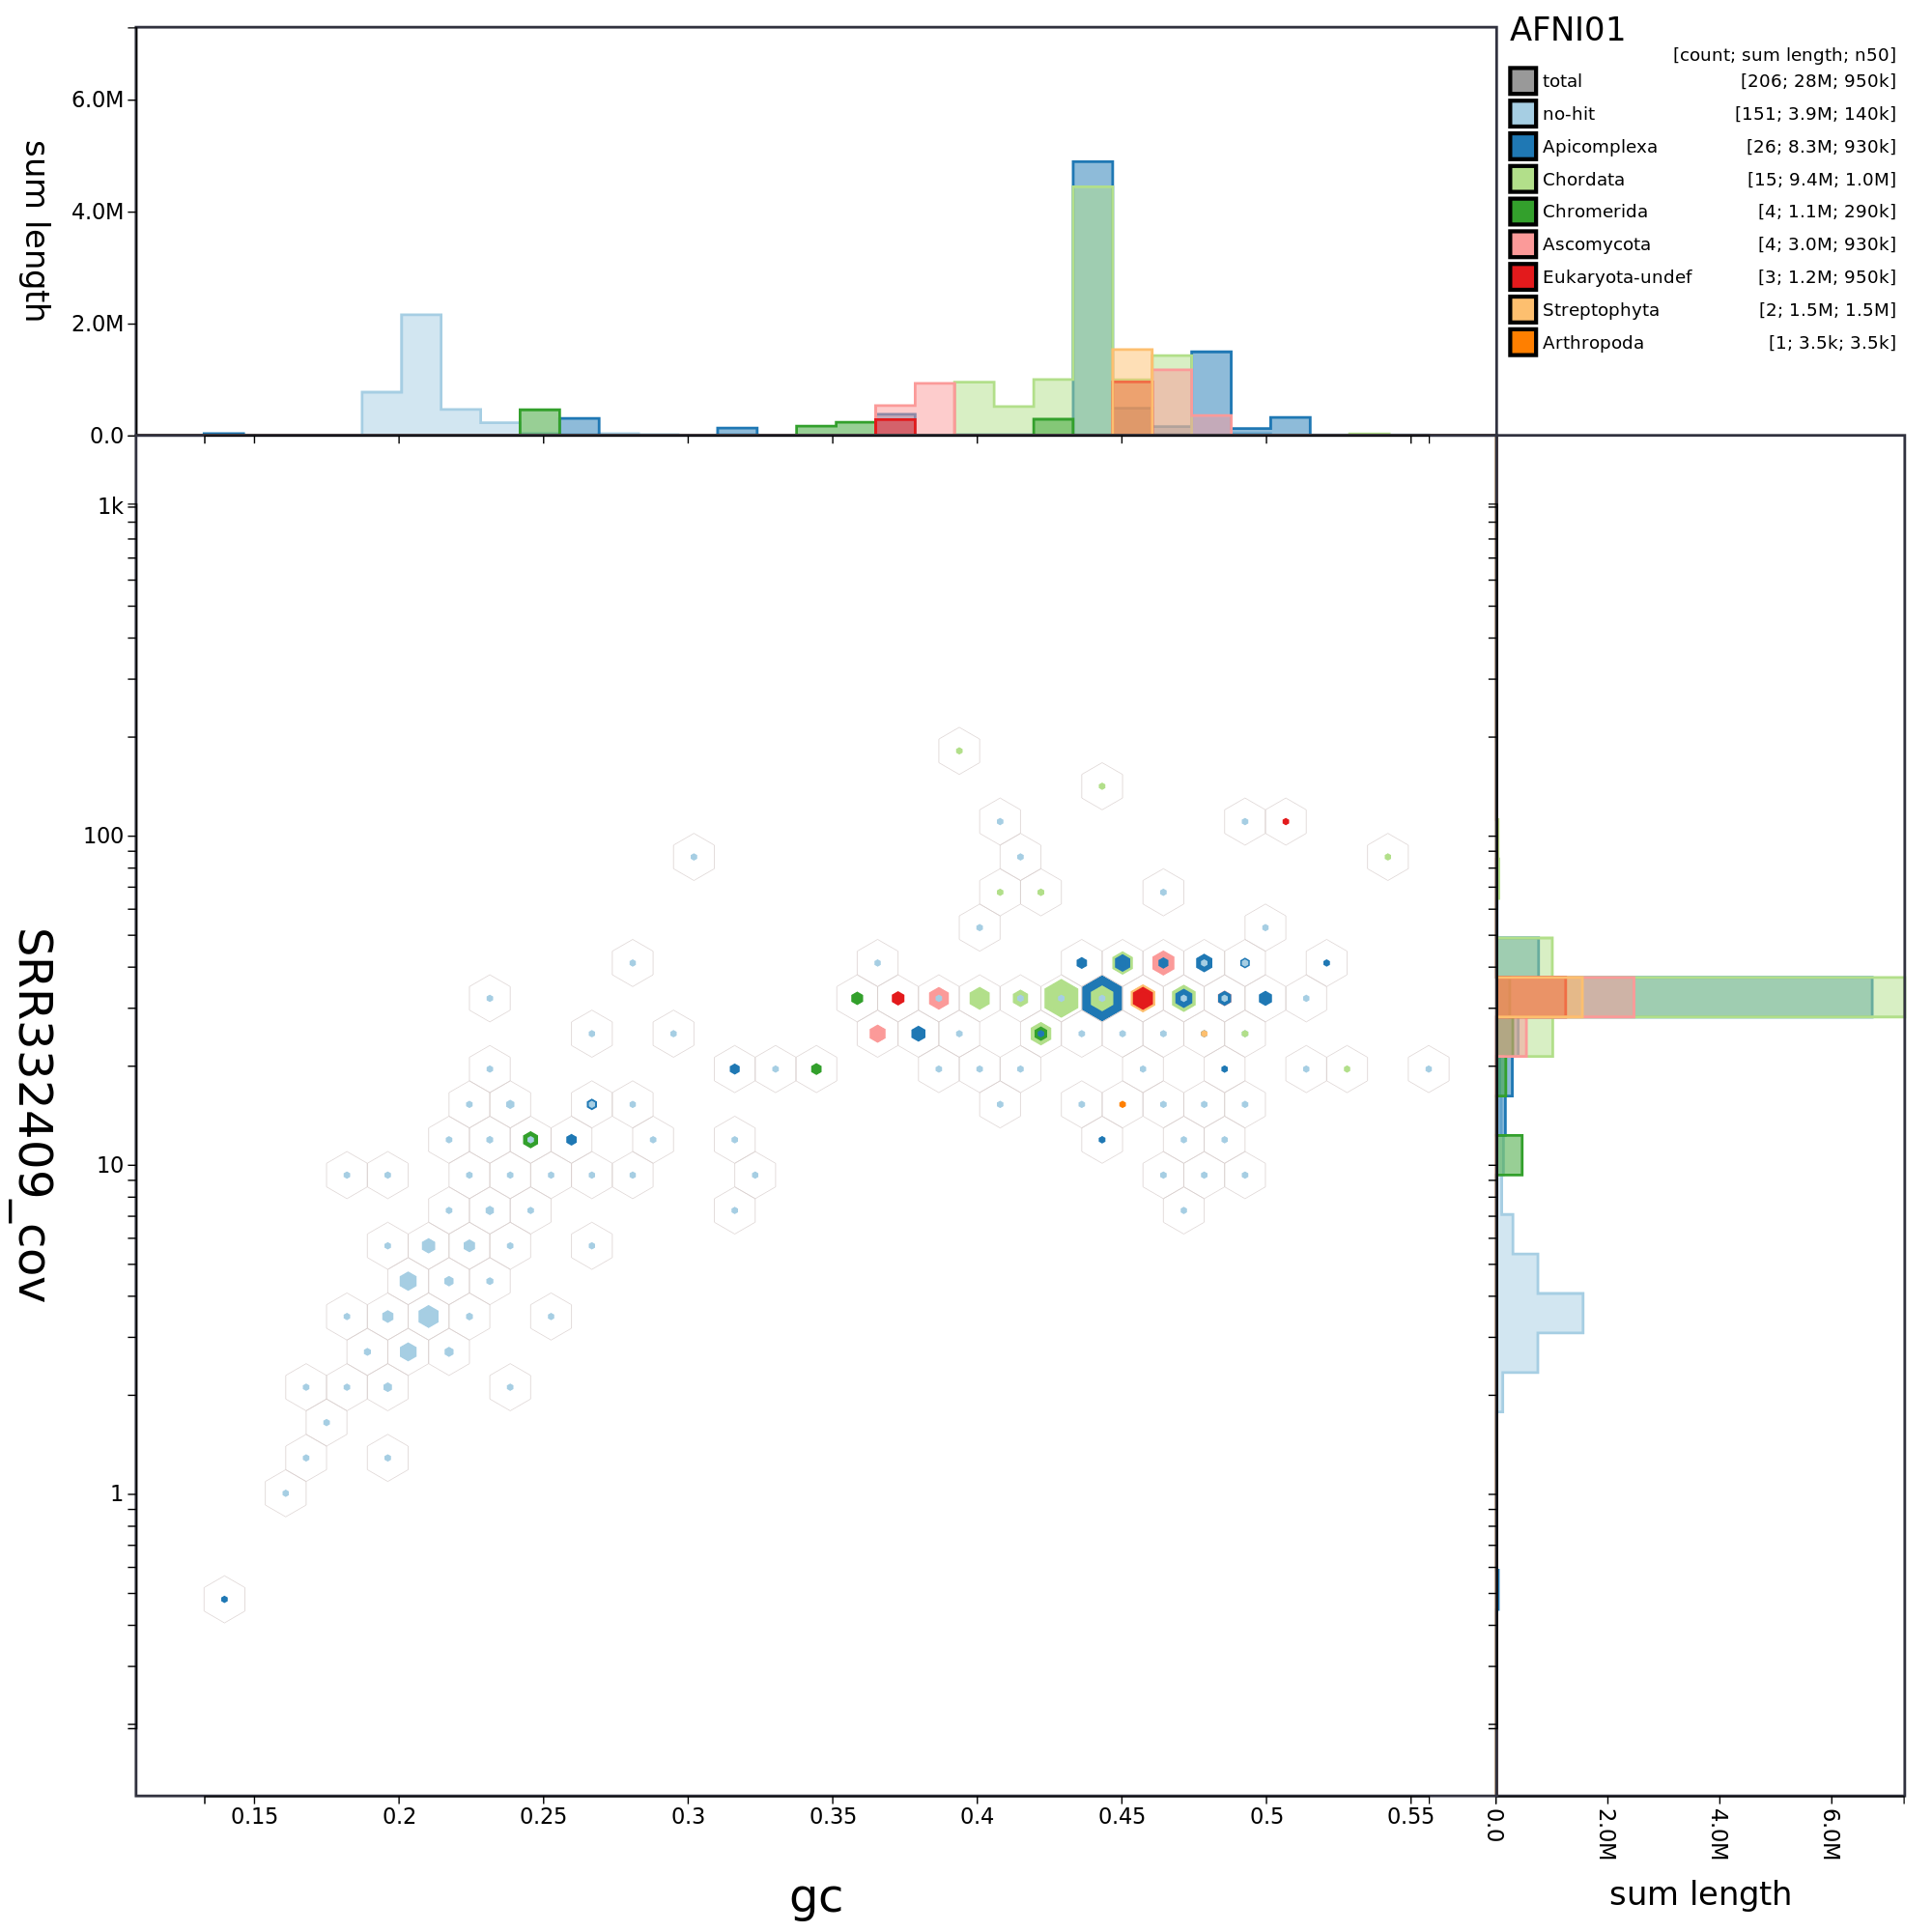 AFNI01
[count; sum length; n50]
total [206; 28M; 950k]
no-hit [151; 3.9M; 140k]
Apicomplexa [26; 8.3M; 930k]
Chordata [15; 9.4M; 1.0M]
Chromerida [4; 1.1M; 290k]
Ascomycota [4; 3.0M; 930k]
Eukaryota-undef [3; 1.2M; 950k]
Streptophyta [2; 1.5M; 1.5M]
Arthropoda [1; 3.5k; 3.5k]
sum length
6.0M
4.0M
2.0M
0.0
SRR332409_cov
1k
100
10
1
0.15 0.2 0.25 0.3 0.35 0.4 0.45 0.5 0.55
gc
0.0 2.0M 4.0M 6.0M
sum length